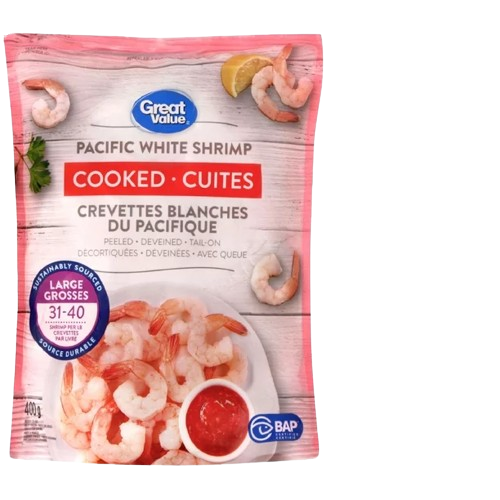 Great
Value
PACIFIC WHITE SHRIMP
COOKED · CUITES
CREVETTES BLANCHES
DU PACIFIQUE
PEELED • DEVEINED • TAIL-ON
DÉCORTIQUÉES • DÉVEINÉES • AVEC QUEUE
SUSTAINABLY SOURCED
LARGE
GROSSES
31-40
SHRIMP PER LB
CREVETTES
PAR LIVRE
SOURCE DURABLE
400g
BAP